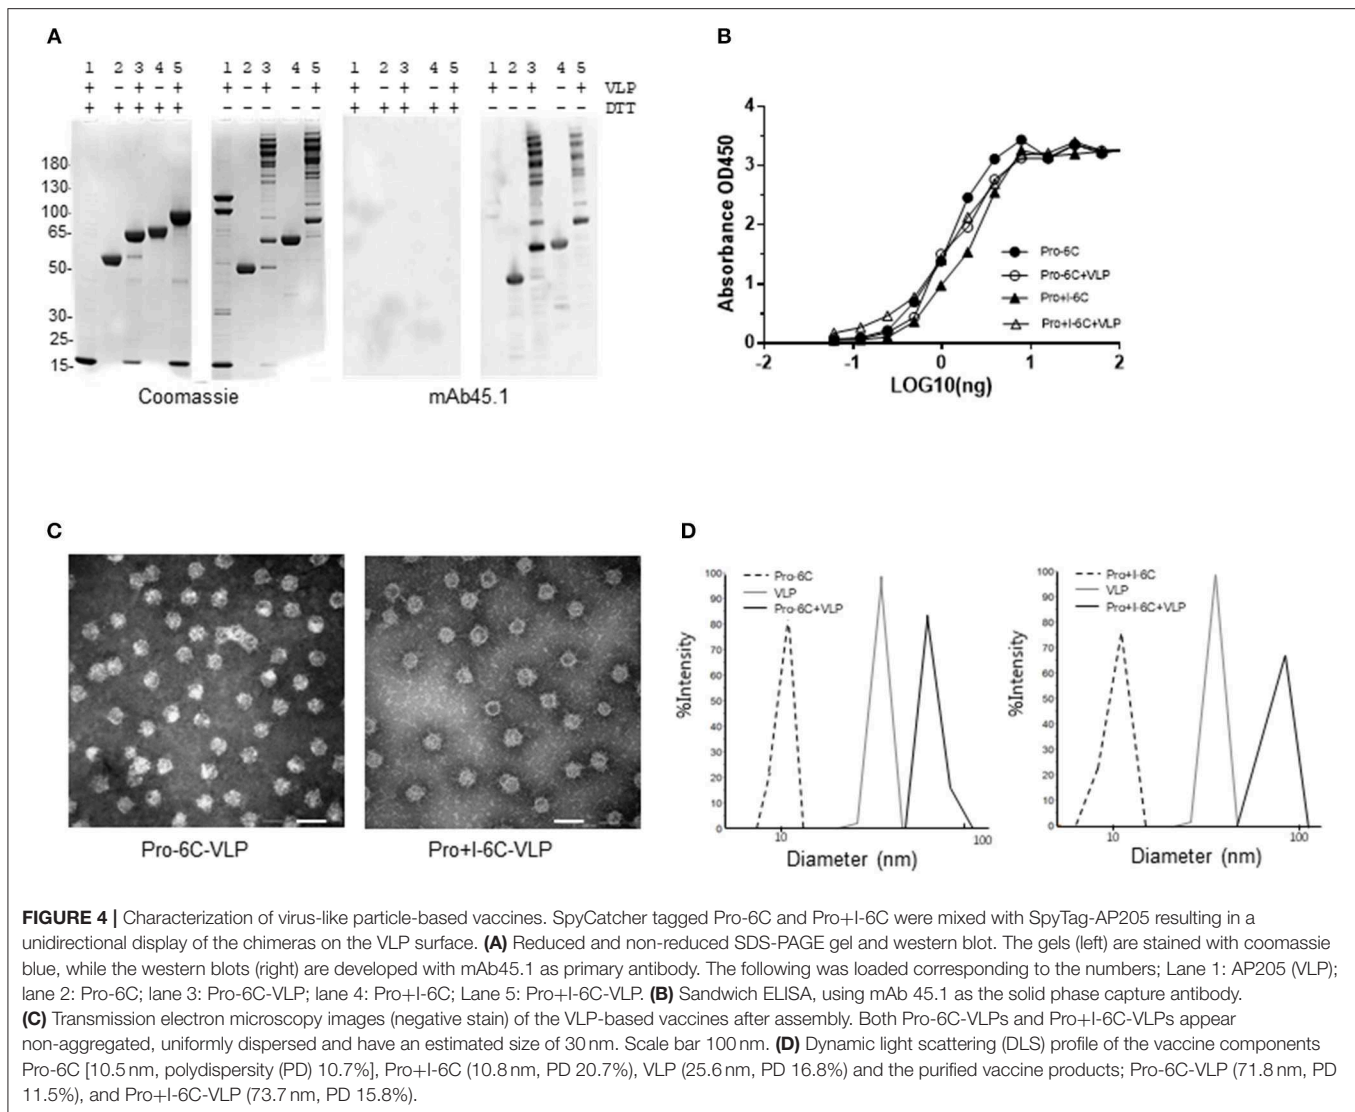 A
1 2 3 4 5 1 2 3 4 5 1 2 3 4 5 1 2 3 4 5
+ - + - + + - + - + + - + - + + - + - + VLP
+ + + + + - - - - - + + + + + - - - - - DTT
180-
130-
100-
65-
50-
30-
25-
15-
Coomassie
mAb45.1
B
Absorbance OD450
4
3
2
1
0
-2 -1 0 1 2
LOG10(ng)
Pro-6C
Pro-6C+VLP
Pro+I-6C
Pro+I-6C+VLP
C
Pro-6C-VLP
Pro+I-6C-VLP
D
Pro-6C
VLP
Pro-6C+VLP
%Intensity
100
90
80
70
60
50
40
30
20
10
0
10 100
Diameter (nm)
Pro+I-6C
VLP
Pro+I-6C+VLP
%Intensity
100
90
80
70
60
50
40
30
20
10
0
10 100
Diameter (nm)
FIGURE 4 | Characterization of virus-like particle-based vaccines. SpyCatcher tagged Pro-6C and Pro+I-6C were mixed with SpyTag-AP205 resulting in a
unidirectional display of the chimeras on the VLP surface. (A) Reduced and non-reduced SDS-PAGE gel and western blot. The gels (left) are stained with coomassie
blue, while the western blots (right) are developed with mAb45.1 as primary antibody. The following was loaded corresponding to the numbers; Lane 1: AP205 (VLP);
lane 2: Pro-6C; lane 3: Pro-6C-VLP; lane 4: Pro+I-6C; Lane 5: Pro+I-6C-VLP. (B) Sandwich ELISA, using mAb 45.1 as the solid phase capture antibody.
(C) Transmission electron microscopy images (negative stain) of the VLP-based vaccines after assembly. Both Pro-6C-VLPs and Pro+I-6C-VLPs appear
non-aggregated, uniformly dispersed and have an estimated size of 30 nm. Scale bar 100 nm. (D) Dynamic light scattering (DLS) profile of the vaccine components
Pro-6C [10.5 nm, polydispersity (PD) 10.7%], Pro+I-6C (10.8 nm, PD 20.7%), VLP (25.6 nm, PD 16.8%) and the purified vaccine products; Pro-6C-VLP (71.8 nm, PD
11.5%), and Pro+I-6C-VLP (73.7 nm, PD 15.8%).